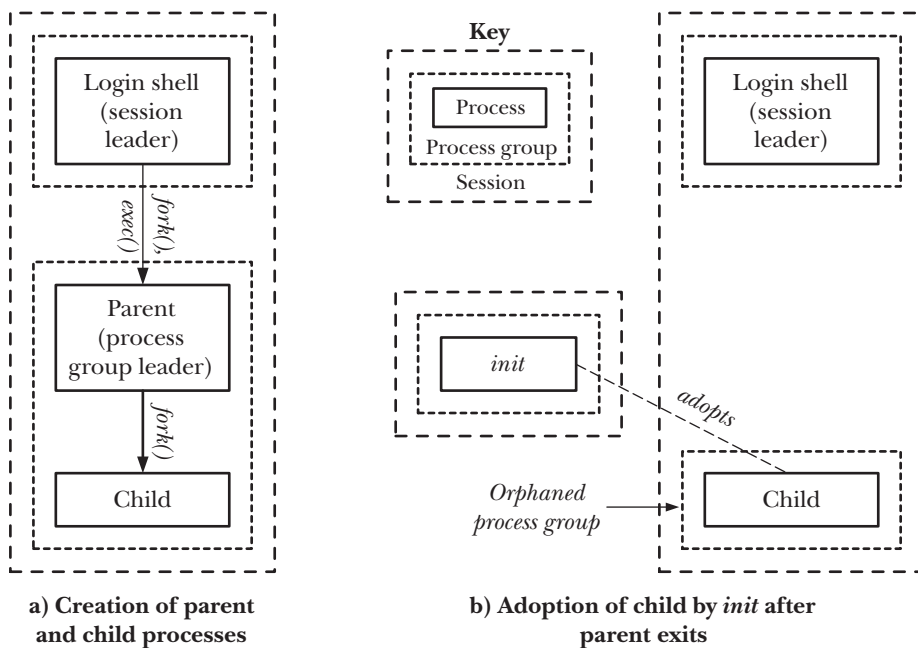 Login shell
(session
leader)
fork(),
exec()
Parent
(process
group leader)
fork()
Child
a) Creation of parent
and child processes
Key
Process
Process group
Session
init
adopts
Orphaned
process group
Login shell
(session
leader)
Child
b) Adoption of child by init after
parent exits